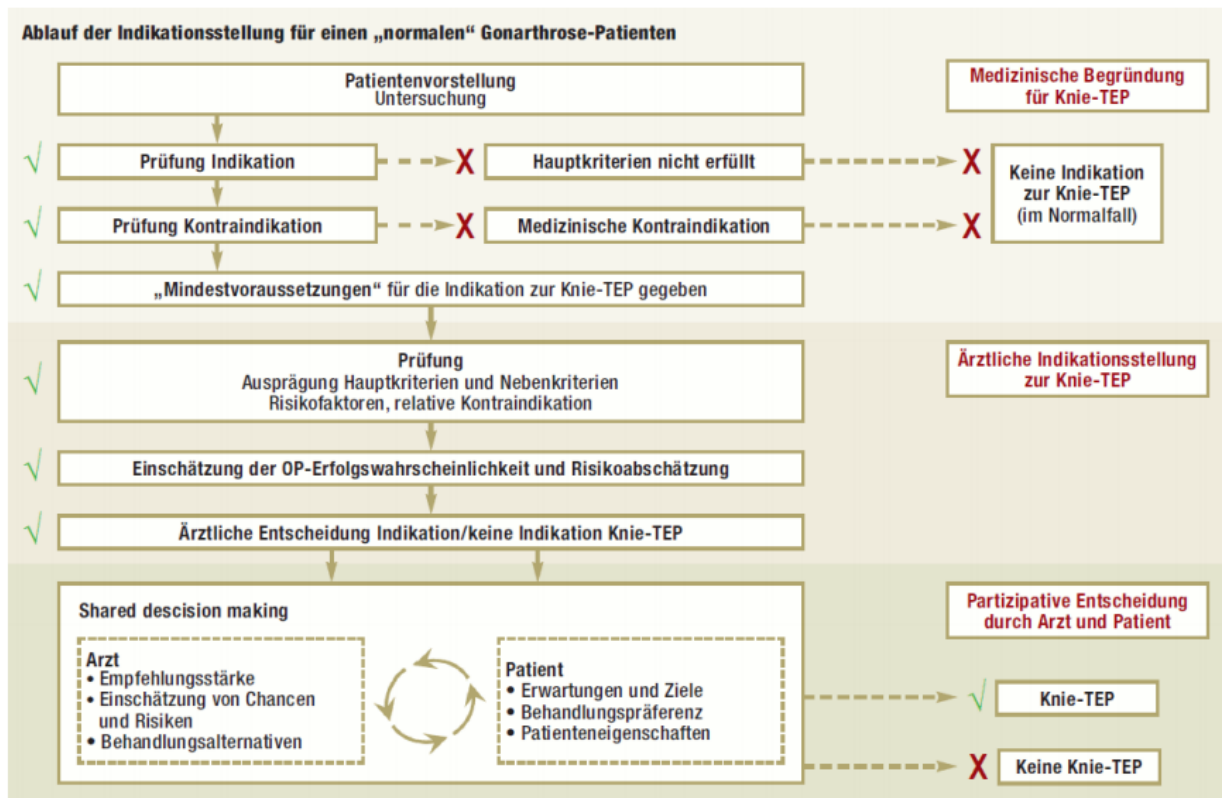 Ablauf der Indikationsstellung für einen „normalen“ Gonarthrose-Patienten
Patientenvorstellung
Untersuchung
Medizinische Begründung
für Knie-TEP
√ Prüfung Indikation
X Hauptkriterien nicht erfüllt
X
Keine Indikation
zur Knie-TEP
(im Normalfall)
√ Prüfung Kontraindikation
X Medizinische Kontraindikation
X
√ „Mindestvoraussetzungen“ für die Indikation zur Knie-TEP gegeben
√
Prüfung
Ausprägung Hauptkriterien und Nebenkriterien
Risikofaktoren, relative Kontraindikation
Ärztliche Indikationsstellung
zur Knie-TEP
√ Einschätzung der OP-Erfolgswahrscheinlichkeit und Risikoabschätzung
√ Ärztliche Entscheidung Indikation/keine Indikation Knie-TEP
Shared descision making
Arzt
• Empfehlungsstärke
• Einschätzung von Chancen
und Risiken
• Behandlungsalternativen
Patient
• Erwartungen und Ziele
• Behandlungspräferenz
• Patienteneigenschaften
Partizipative Entscheidung
durch Arzt und Patient
√ Knie-TEP
X Keine Knie-TEP